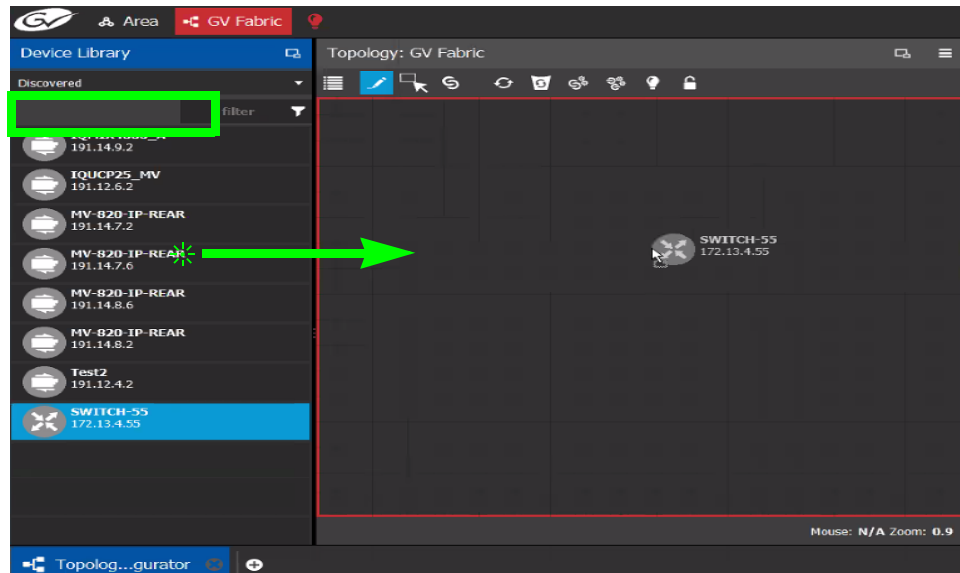 GV Area GV Fabric
Device Library
Topology: GV Fabric
Discovered
filter
191.14.9.2
IQUCP25_MV
191.12.6.2
MV-820-IP-REAR
191.14.7.2
MV-820-IP-REAR
191.14.7.6
MV-820-IP-REAR
191.14.8.6
MV-820-IP-REAR
191.14.8.2
Test2
191.12.4.2
SWITCH-55
172.13.4.55
SWITCH-55
172.13.4.55
Mouse: N/A Zoom: 0.9
Topolog...gurator